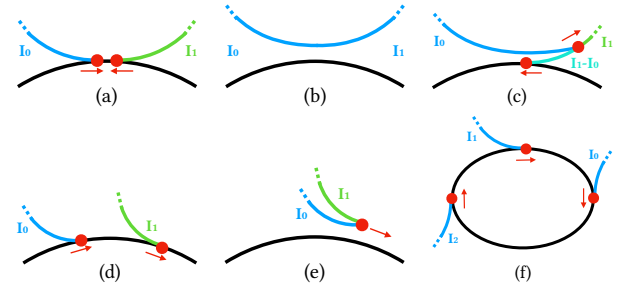 I₀ I₁
(a)
I₀ I₁
(b)
I₀ I₁
I₁-I₀
(c)
I₀ I₁
(d)
I₁
I₀
(e)
I₁ I₀
I₂
(f)